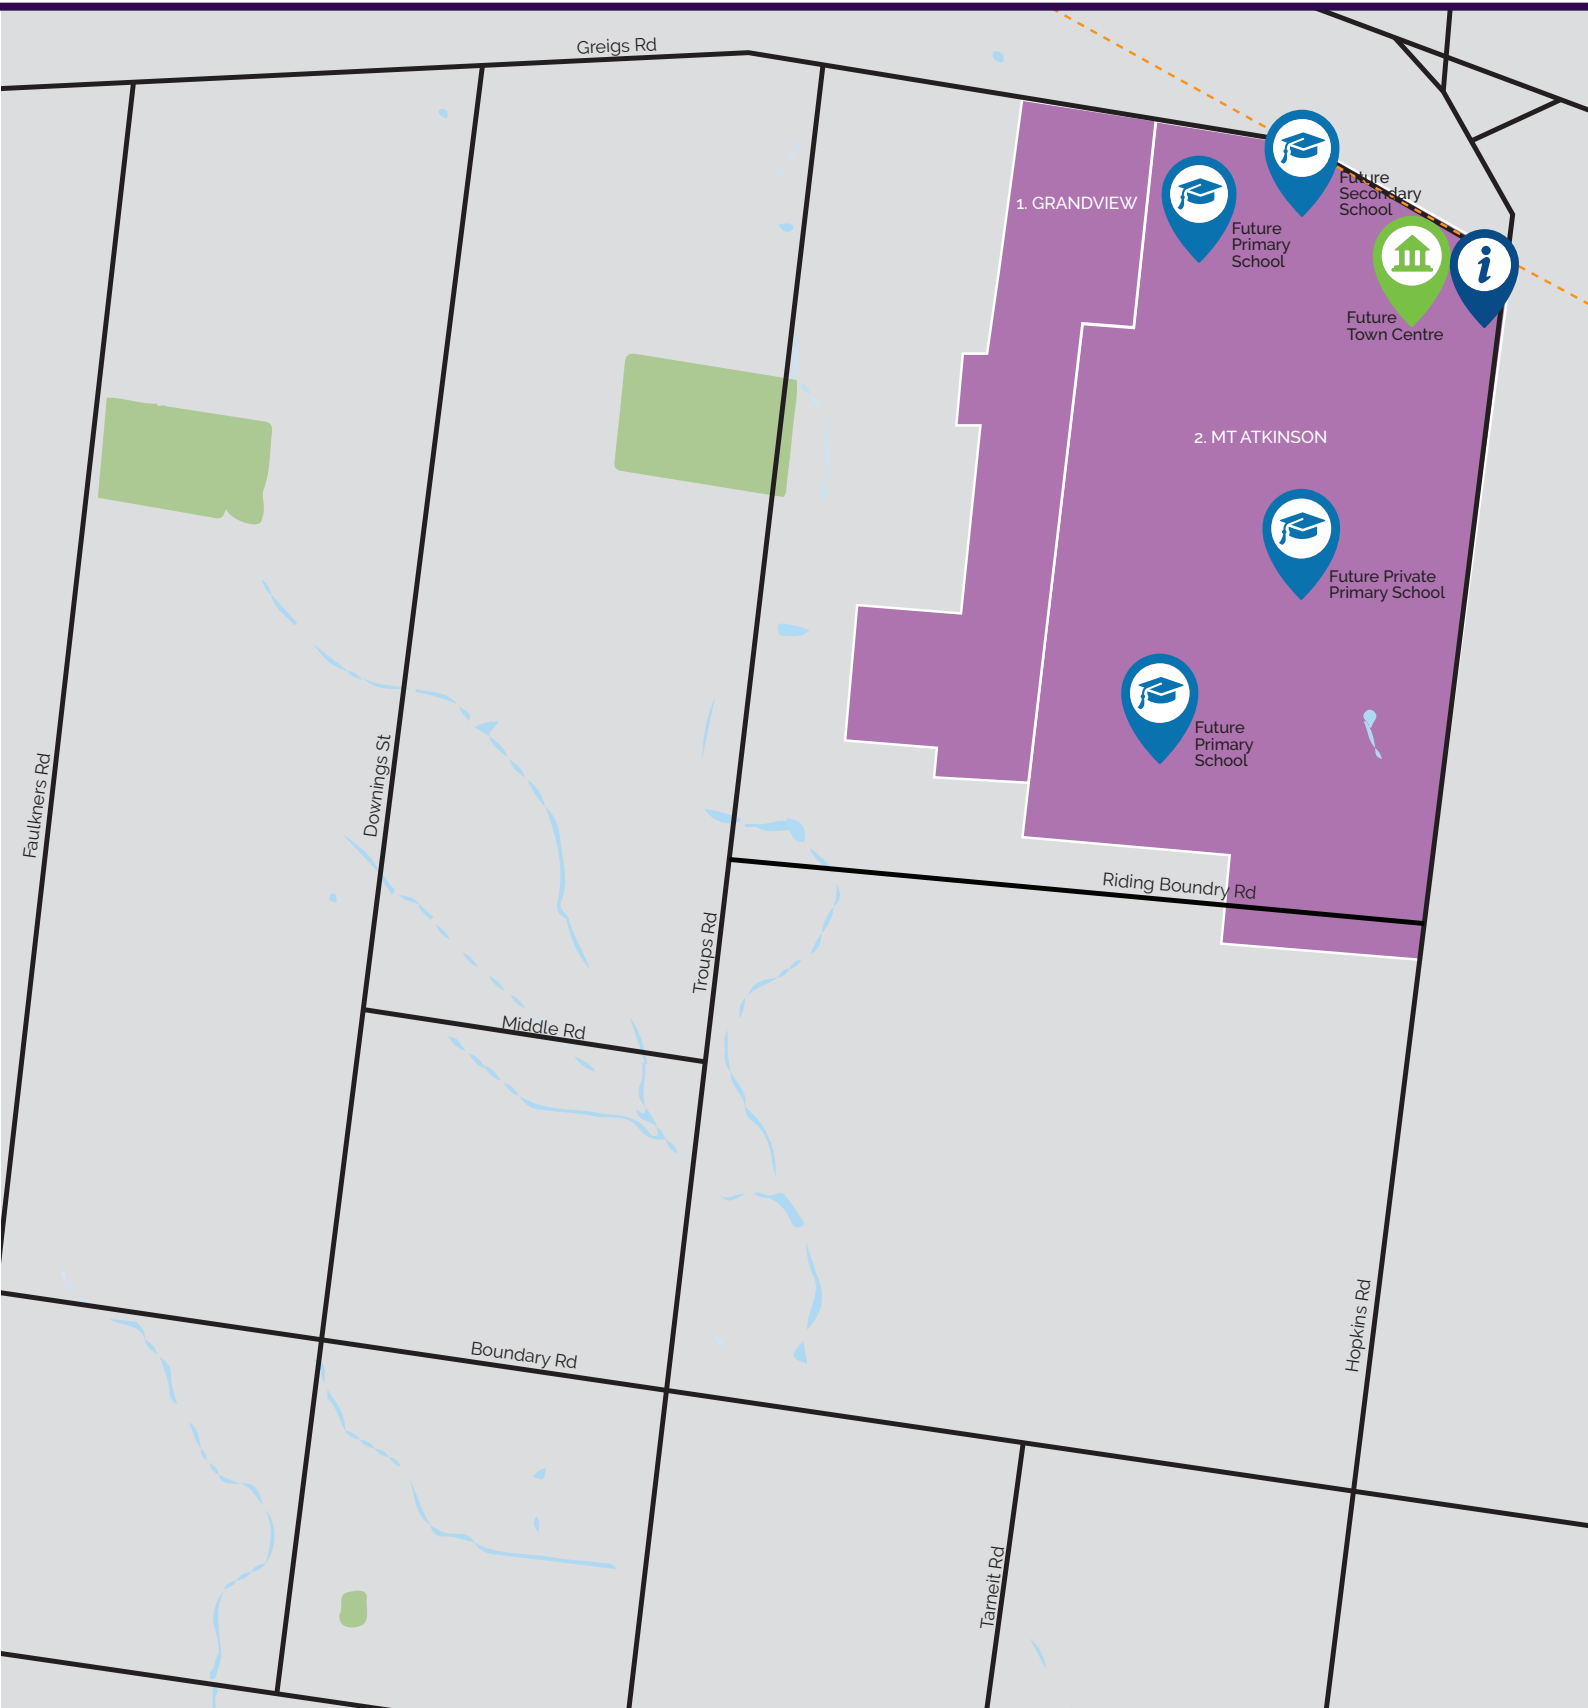 Greigs Rd
Future
Secondary
School
1. GRANDVIEW
Future
Primary
School
Future
Town Centre
2. MT ATKINSON
Future Private
Primary School
Future
Primary
School
Faulkners Rd
Downings St
Troups Rd
Riding Boundry Rd
Middle Rd
Boundary Rd
Hopkins Rd
Tarneit Rd